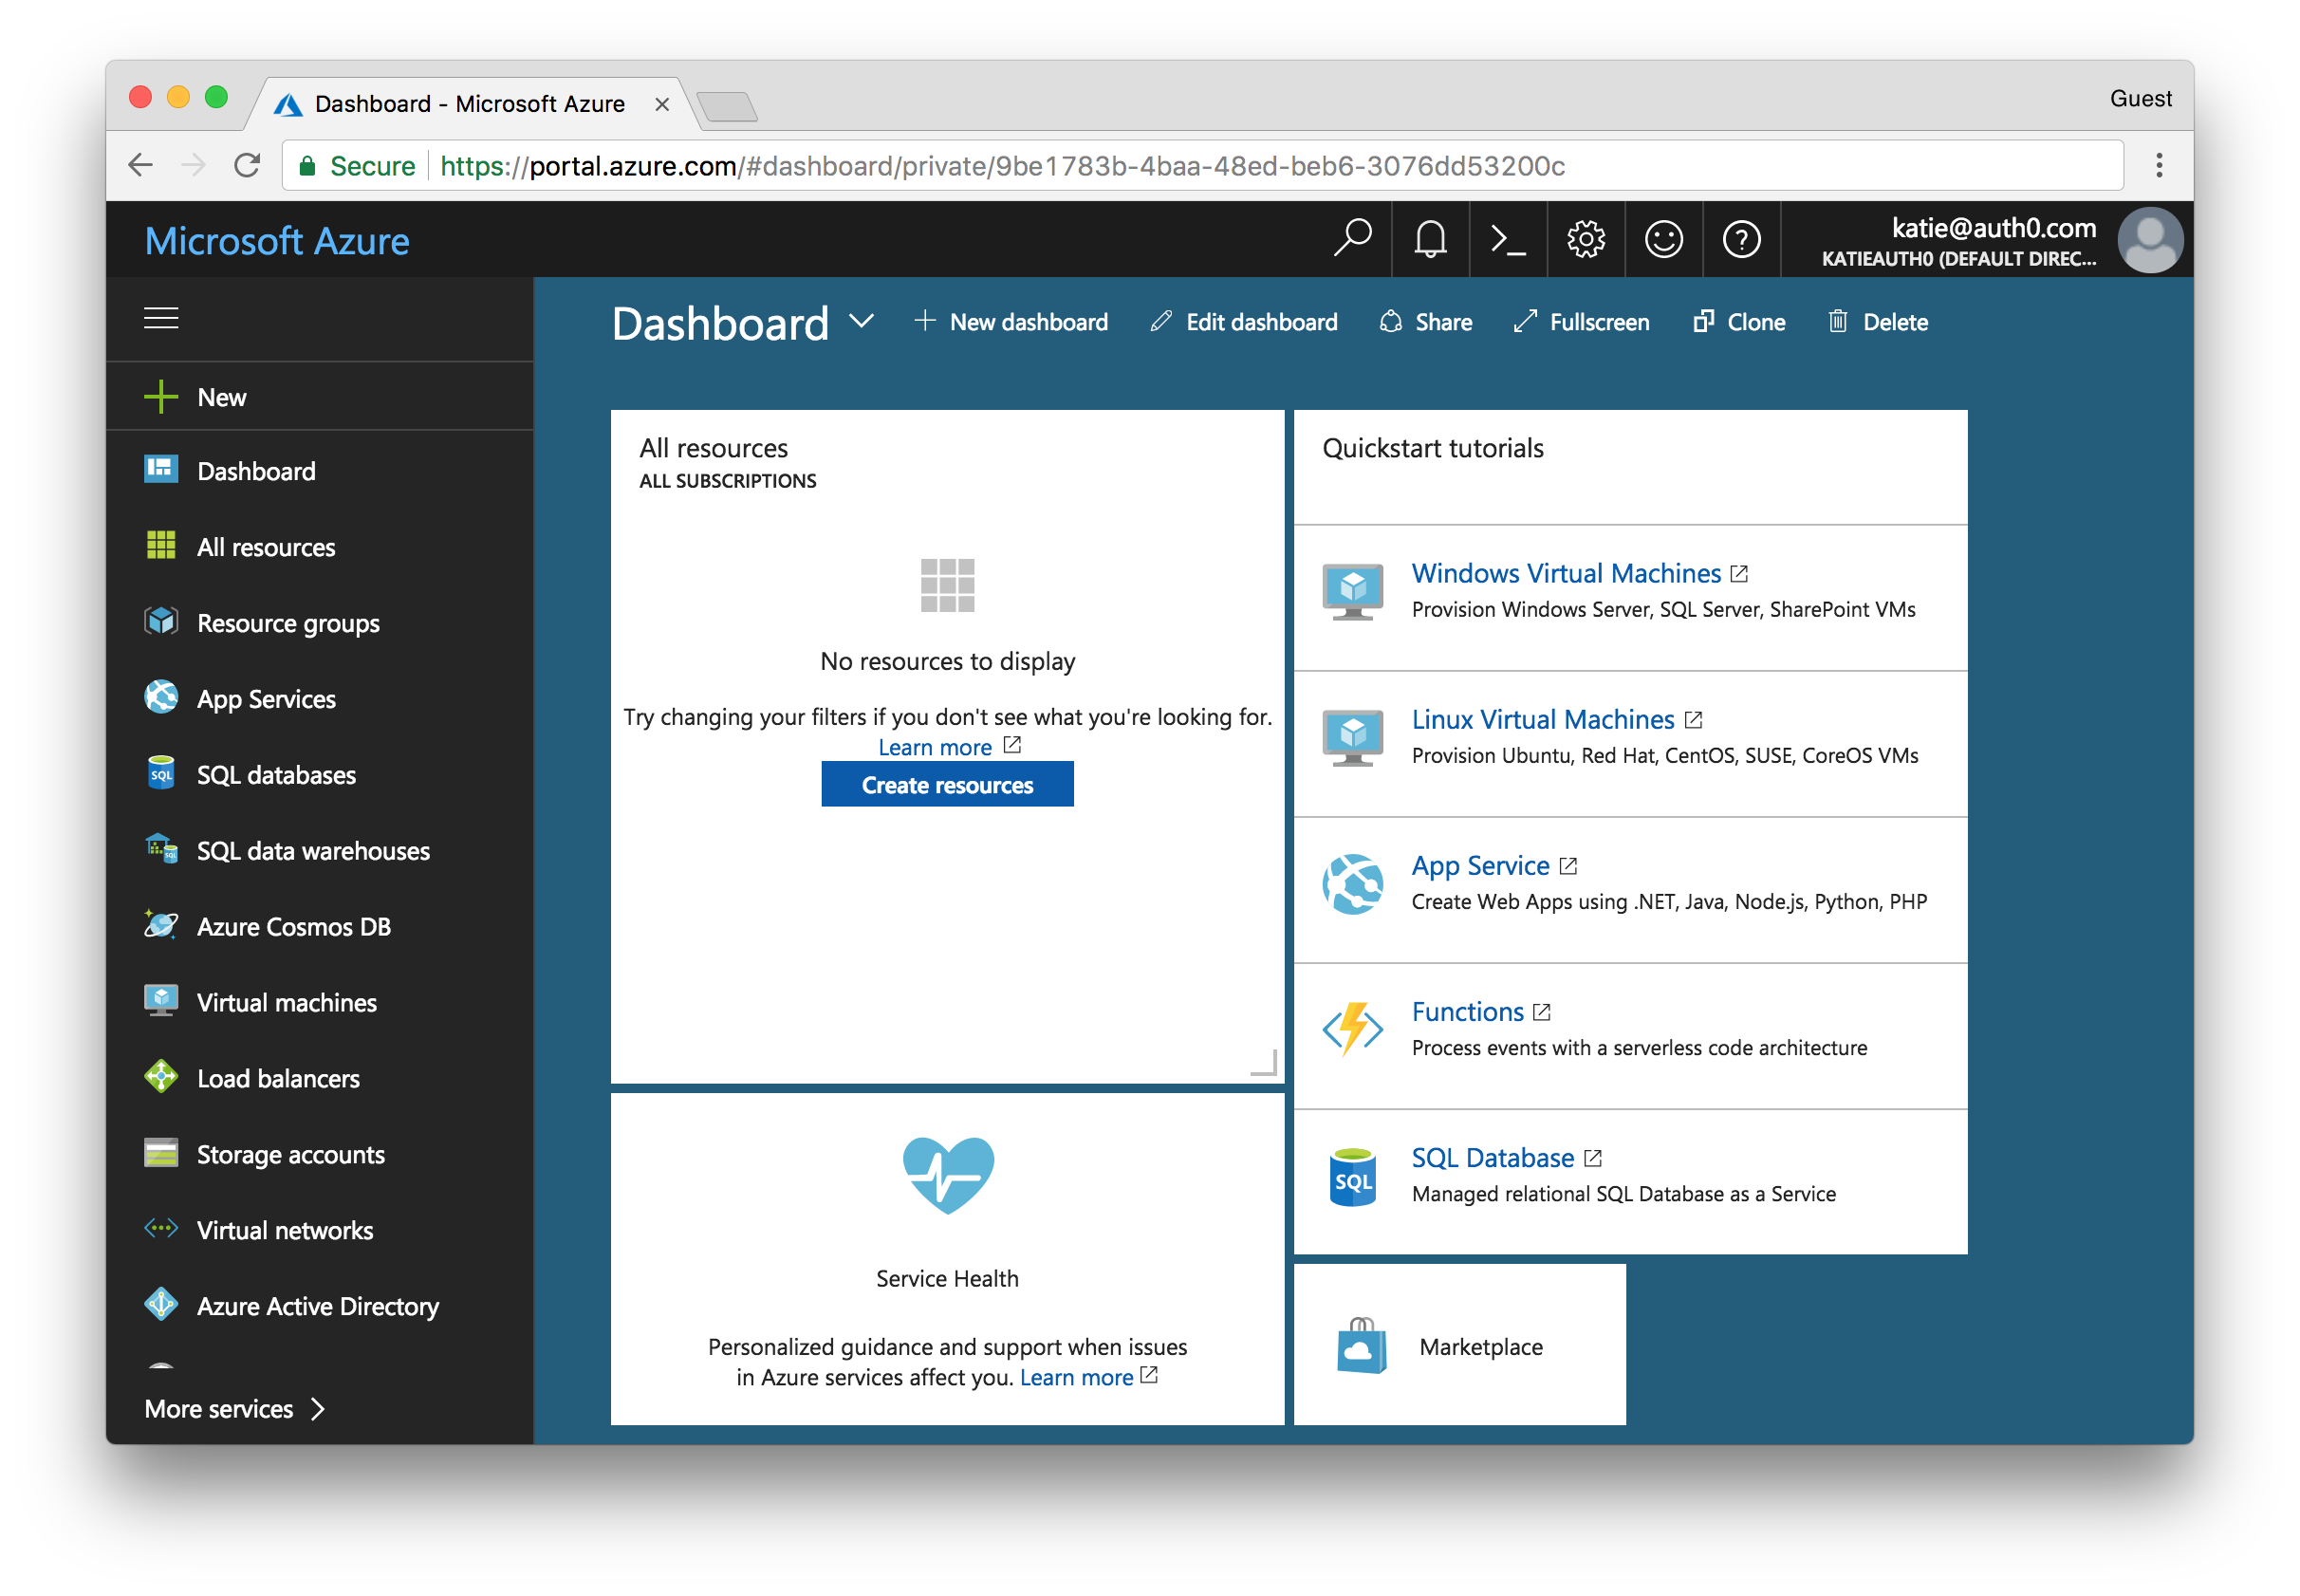 Dashboard - Microsoft Azure
Guest
Secure
https://portal.azure.com/#dashboard/private/9be1783b-4baa-48ed-beb6-3076dd53200c
Microsoft Azure
katie@auth0.com
KATIEAUTH0 (DEFAULT DIREC...
New
Dashboard
All resources
Resource groups
App Services
SQL
SQL databases
SQL
SQL data warehouses
Azure Cosmos DB
Virtual machines
Load balancers
Storage accounts
Virtual networks
Azure Active Directory
More services
Dashboard
New dashboard
Edit dashboard
Share
Fullscreen
Clone
Delete
All resources
ALL SUBSCRIPTIONS
No resources to display
Try changing your filters if you don't see what you're looking for.
Learn more
Create resources
Service Health
Personalized guidance and support when issues
in Azure services affect you. Learn more
Quickstart tutorials
Windows Virtual Machines
Provision Windows Server, SQL Server, SharePoint VMs
Linux Virtual Machines
Provision Ubuntu, Red Hat, CentOS, SUSE, CoreOS VMs
App Service
Create Web Apps using .NET, Java, Node.js, Python, PHP
Functions
Process events with a serverless code architecture
SQL
SQL Database
Managed relational SQL Database as a Service
Marketplace